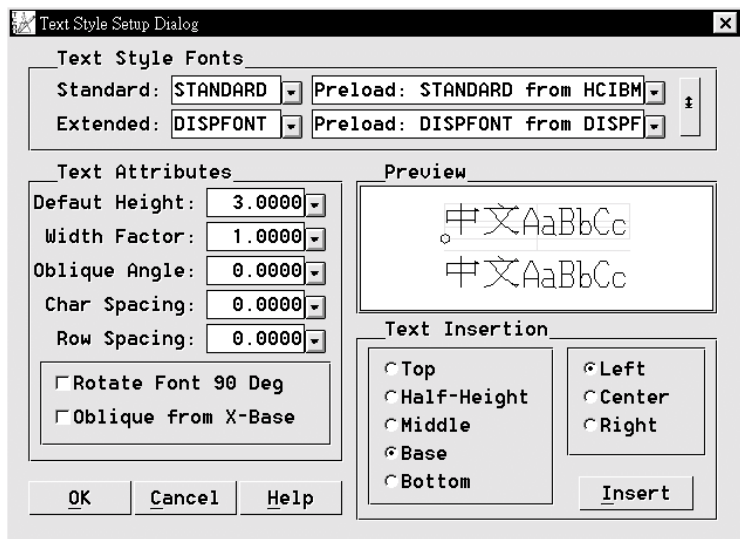 Text Style Setup Dialog
Text Style Fonts
Standard: STANDARD Preload: STANDARD from HCIBM
Extended: DISPFONT Preload: DISPFONT from DISPF
Text Attributes
Defaut Height: 3.0000
Width Factor: 1.0000
Oblique Angle: 0.0000
Char Spacing: 0.0000
Row Spacing: 0.0000
Rotate Font 90 Deg
Oblique from X-Base
OK Cancel Help
Preview
中文AaBbCc
中文AaBbCc
Text Insertion
Top
Half-Height
Middle
Base
Bottom
Left
Center
Right
Insert